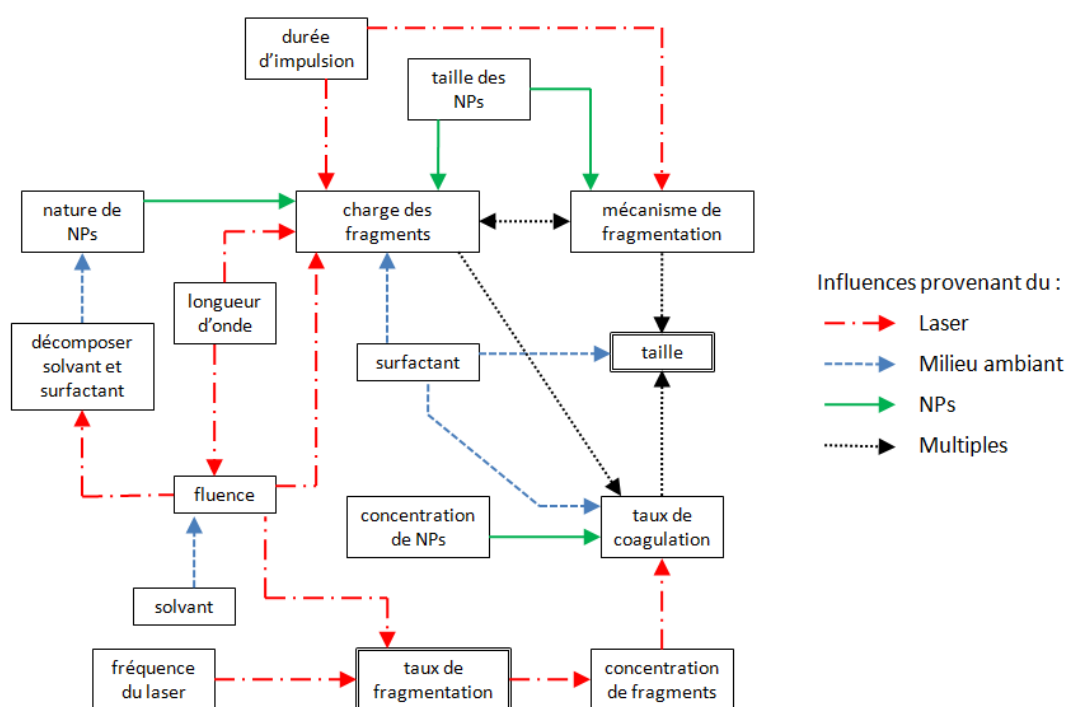 durée
d'impulsion
taille des
NPs
nature de
NPs
charge des
fragments
mécanisme de
fragmentation
longueur
d'onde
décomposer
solvant et
surfactant
surfactant
taille
fluence
concentration
de NPs
taux de
coagulation
solvant
fréquence
du laser
taux de
fragmentation
concentration
de fragments
Influences provenant du :
Laser
Milieu ambiant
NPs
Multiples